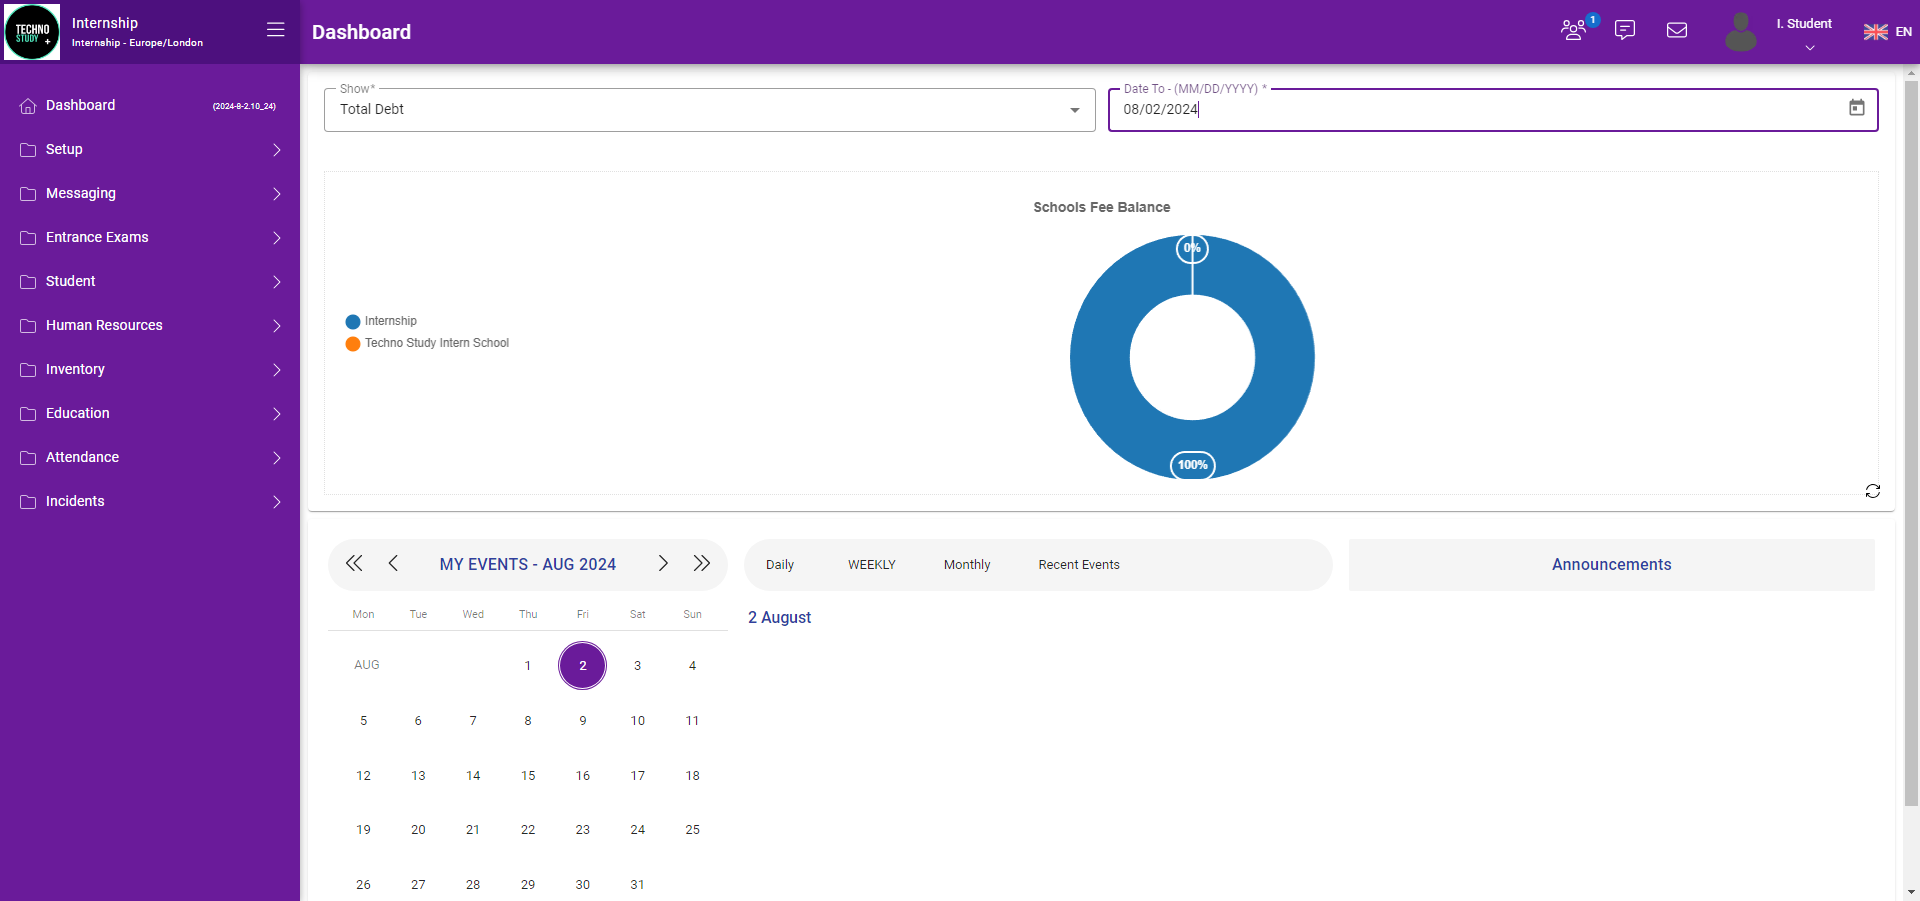 TECHNO
STUDY +
Internship
Internship - Europe/London
Dashboard
1
I. Student
EN
Dashboard
(2024-8-2.10_24)
Setup
Messaging
Entrance Exams
Student
Human Resources
Inventory
Education
Attendance
Incidents
Show*
Total Debt
Date To - (MM/DD/YYYY) *
08/02/2024
Schools Fee Balance
0%
100%
Internship
Techno Study Intern School
MY EVENTS - AUG 2024
Mon Tue Wed Thu Fri Sat Sun
AUG 1 2 3 4
5 6 7 8 9 10 11
12 13 14 15 16 17 18
19 20 21 22 23 24 25
26 27 28 29 30 31
Daily WEEKLY Monthly Recent Events
2 August
Announcements